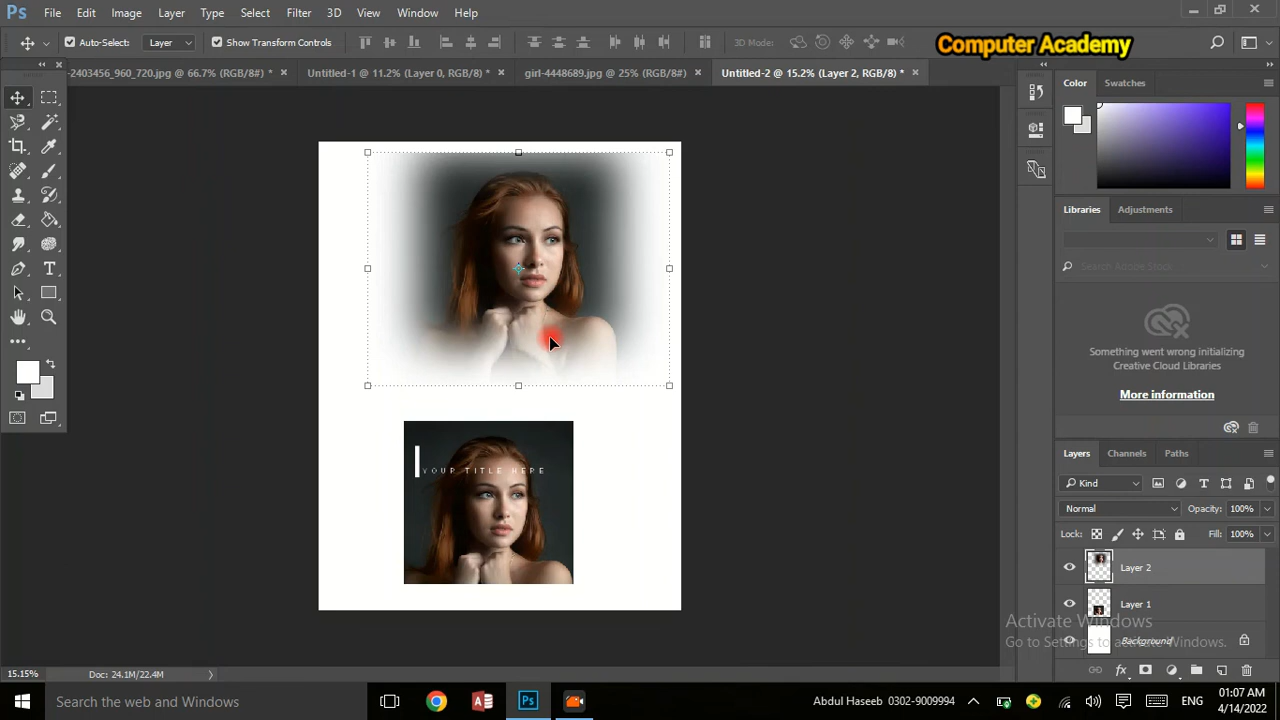 Ps File Edit Image Layer Type Select Filter 3D View Window Help
Auto-Select: Layer Show Transform Controls 3D Mode: Computer Academy
-2403456_960_720.jpg @ 66.7% (RGB/8#) * Untitled-1 @ 11.2% (Layer 0, RGB/8) * girl-4448689.jpg @ 25% (RGB/8#) Untitled-2 @ 15.2% (Layer 2, RGB/8) *
Color Swatches
Libraries Adjustments
Search Adobe Stock
Something went wrong initializing
Creative Cloud Libraries
More information
YOUR TITLE HERE
Layers Channels Paths
Kind
Normal Opacity: 100%
Lock: Fill: 100%
Layer 2
Layer 1
Background
Activate Windows
Go to Settings to activate Windows.
15.15% Doc: 24.1M/22.4M
Search the web and Windows
Abdul Haseeb 0302-9009994
01:07 AM
4/14/2022